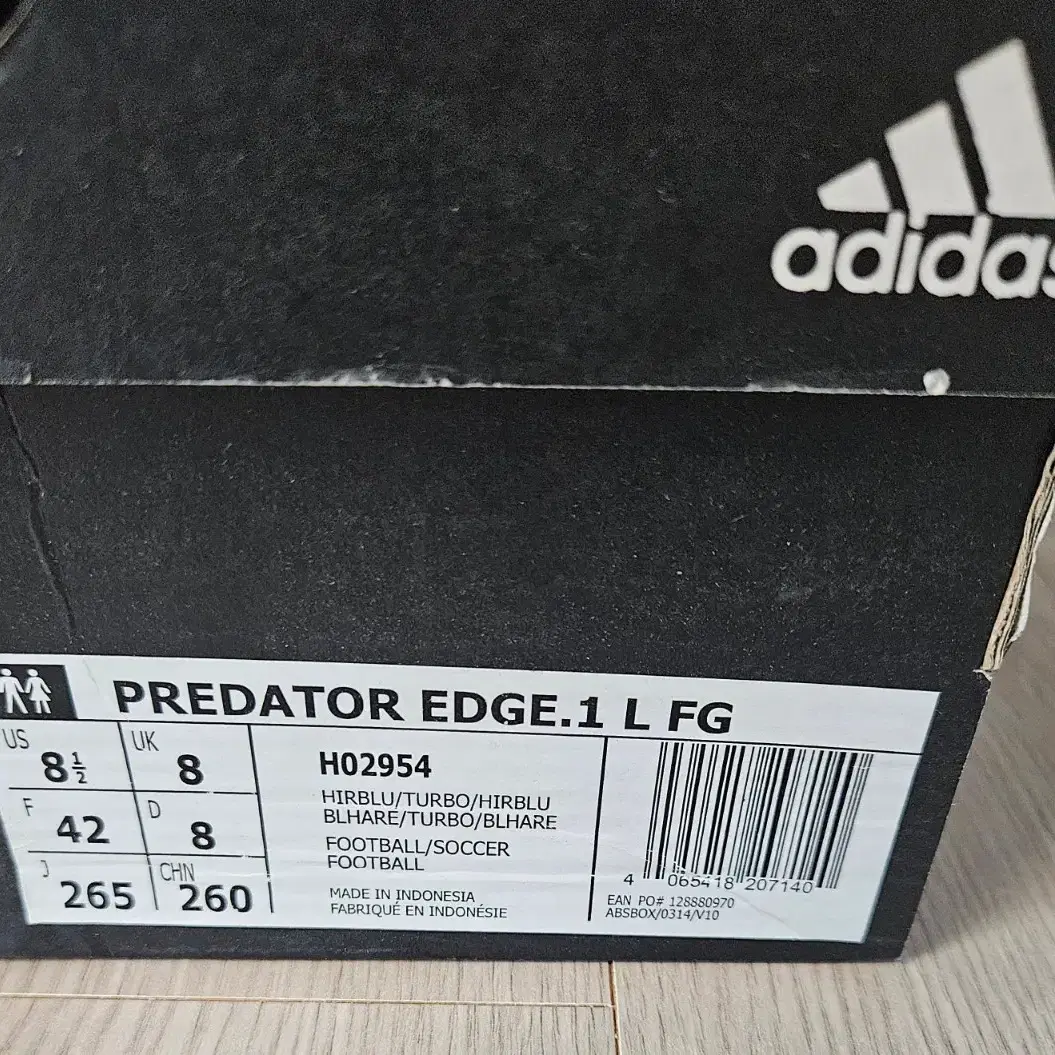 adidas
PREDATOR EDGE.1 L FG
US 8½ UK 8
F 42 D 8
J 265 CHN 260
H02954
HIRBLU/TURBO/HIRBLU
BLHARE/TURBO/BLHARE
FOOTBALL/SOCCER
FOOTBALL
MADE IN INDONESIA
FABRIQUÉ EN INDONÉSIE
4 065418 207140
EAN PO# 128880970
ABSBOX/0314/V10